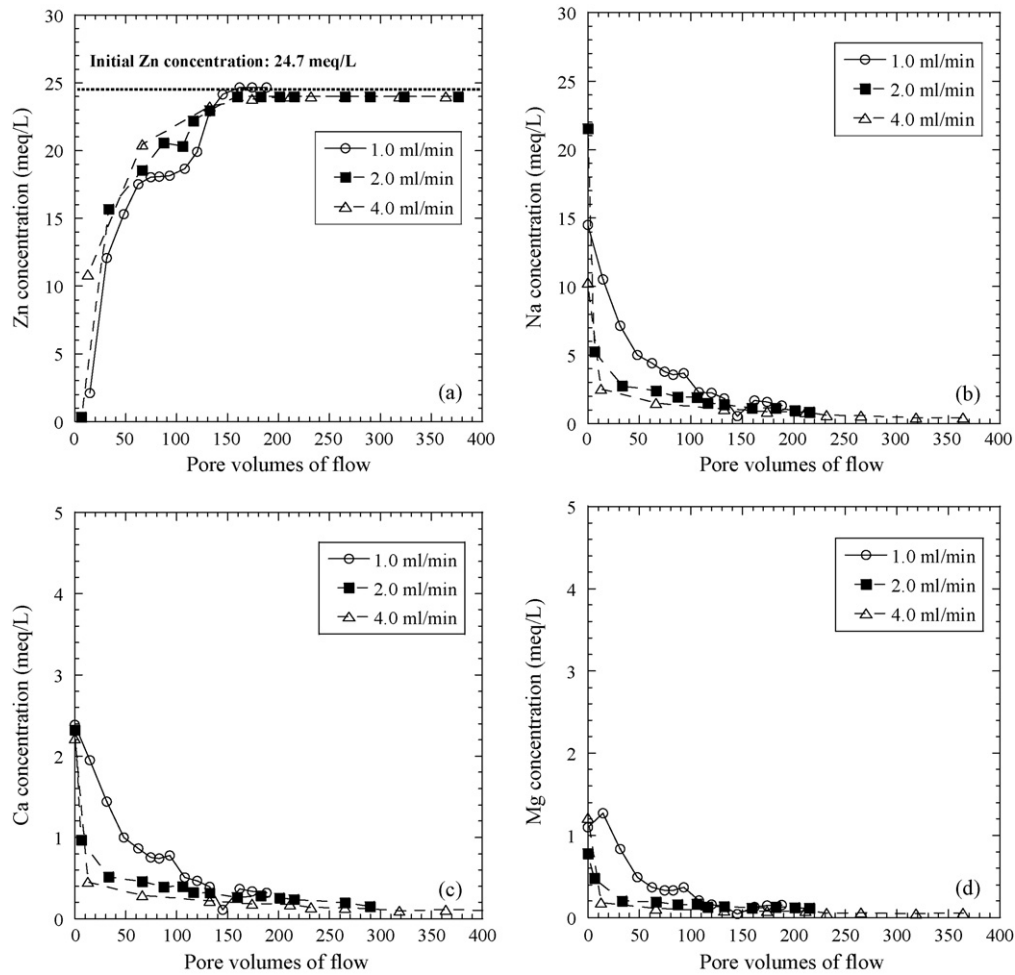 30
25
20
15
10
5
0
Zn concentration (meq/L)
Initial Zn concentration: 24.7 meq/L
1.0 ml/min
2.0 ml/min
4.0 ml/min
(a)
0 50 100 150 200 250 300 350 400
Pore volumes of flow
30
25
20
15
10
5
0
Na concentration (meq/L)
1.0 ml/min
2.0 ml/min
4.0 ml/min
(b)
0 50 100 150 200 250 300 350 400
Pore volumes of flow
5
4
3
2
1
0
Ca concentration (meq/L)
1.0 ml/min
2.0 ml/min
4.0 ml/min
(c)
0 50 100 150 200 250 300 350 400
Pore volumes of flow
5
4
3
2
1
0
Mg concentration (meq/L)
1.0 ml/min
2.0 ml/min
4.0 ml/min
(d)
0 50 100 150 200 250 300 350 400
Pore volumes of flow